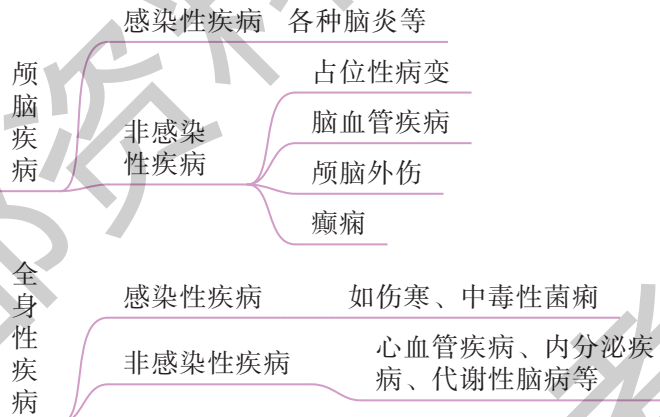 颅脑疾病
感染性疾病 各种脑炎等
非感染
性疾病
占位性病变
脑血管疾病
颅脑外伤
癫痫
全身性疾病
感染性疾病 如伤寒、中毒性菌痢
非感染性疾病
心血管疾病、内分泌疾
病、代谢性脑病等